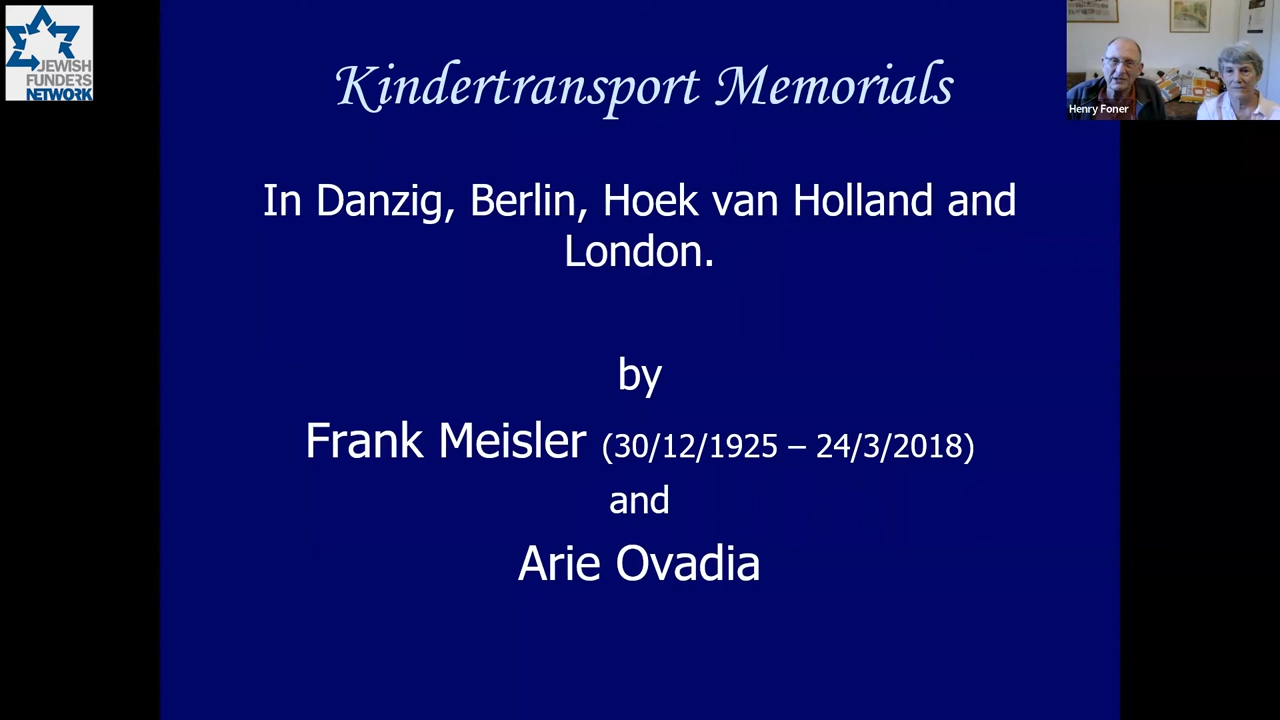 JEWISH
FUNDERS
NETWORK
Kindertransport Memorials
Henry Foner
In Danzig, Berlin, Hoek van Holland and
London.
by
Frank Meisler (30/12/1925 – 24/3/2018)
and
Arie Ovadia